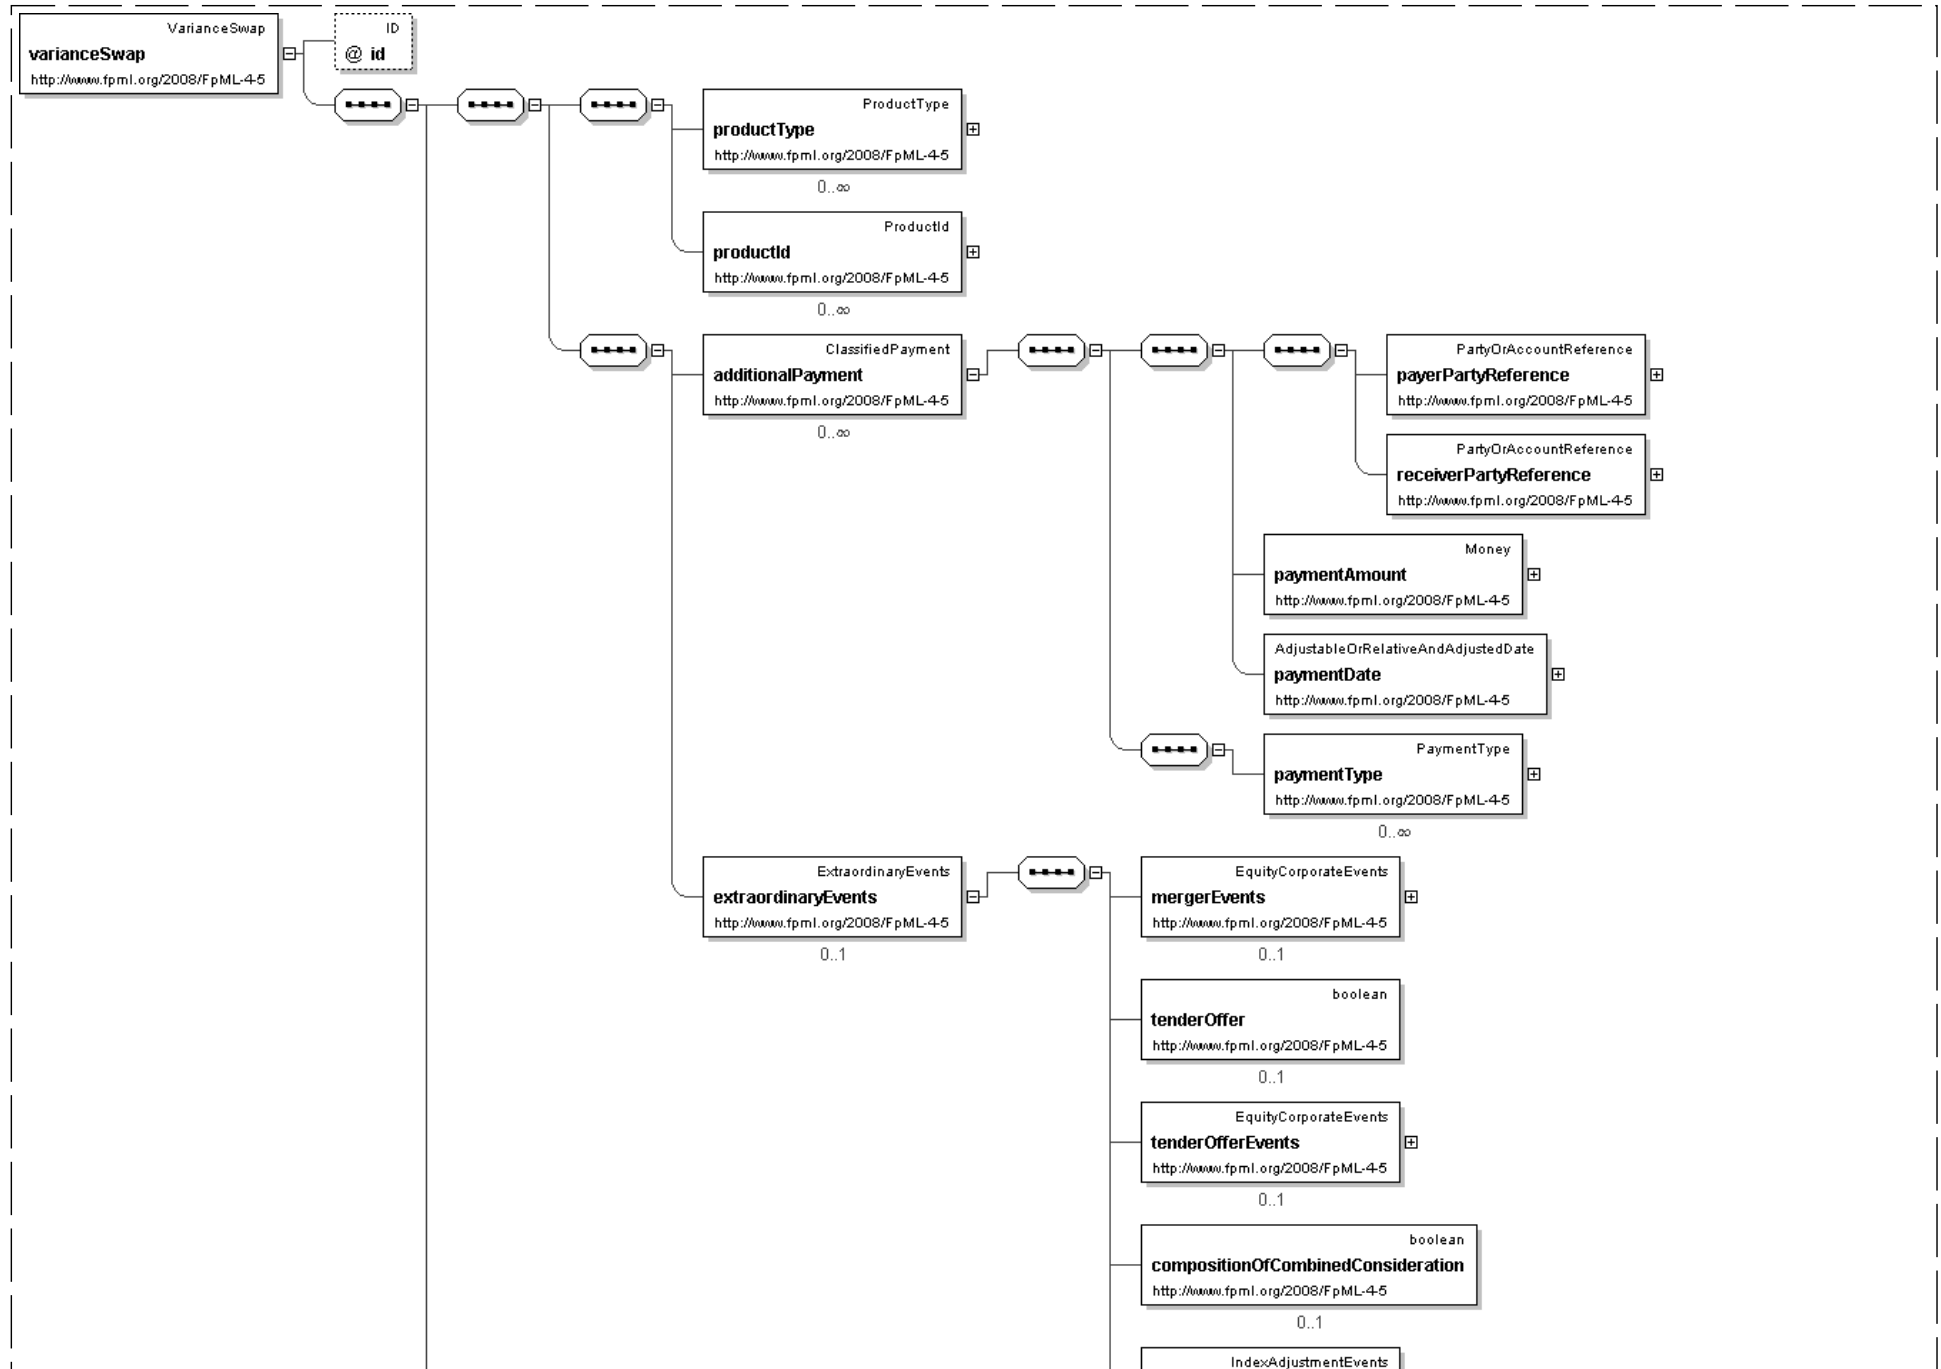 VarianceSwap
varianceSwap
http://www.fpml.org/2008/FpML-4-5
ID
@ id
ProductType
productType
http://www.fpml.org/2008/FpML-4-5
0..∞
ProductId
productId
http://www.fpml.org/2008/FpML-4-5
0..∞
ClassifiedPayment
additionalPayment
http://www.fpml.org/2008/FpML-4-5
0..∞
PartyOrAccountReference
payerPartyReference
http://www.fpml.org/2008/FpML-4-5
PartyOrAccountReference
receiverPartyReference
http://www.fpml.org/2008/FpML-4-5
Money
paymentAmount
http://www.fpml.org/2008/FpML-4-5
AdjustableOrRelativeAndAdjustedDate
paymentDate
http://www.fpml.org/2008/FpML-4-5
PaymentType
paymentType
http://www.fpml.org/2008/FpML-4-5
0..∞
ExtraordinaryEvents
extraordinaryEvents
http://www.fpml.org/2008/FpML-4-5
0..1
EquityCorporateEvents
mergerEvents
http://www.fpml.org/2008/FpML-4-5
0..1
boolean
tenderOffer
http://www.fpml.org/2008/FpML-4-5
0..1
EquityCorporateEvents
tenderOfferEvents
http://www.fpml.org/2008/FpML-4-5
0..1
boolean
compositionOfCombinedConsideration
http://www.fpml.org/2008/FpML-4-5
0..1
IndexAdjustmentEvents